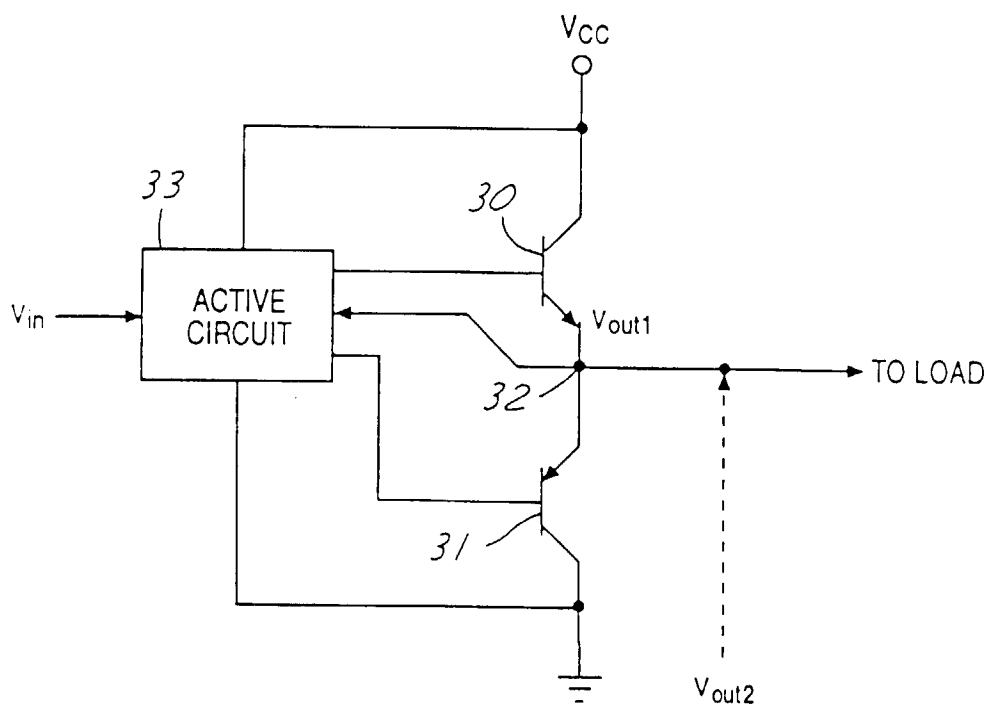 VCC
33
30
Vin
ACTIVE
CIRCUIT
Vout1
32
TO LOAD
31
Vout2